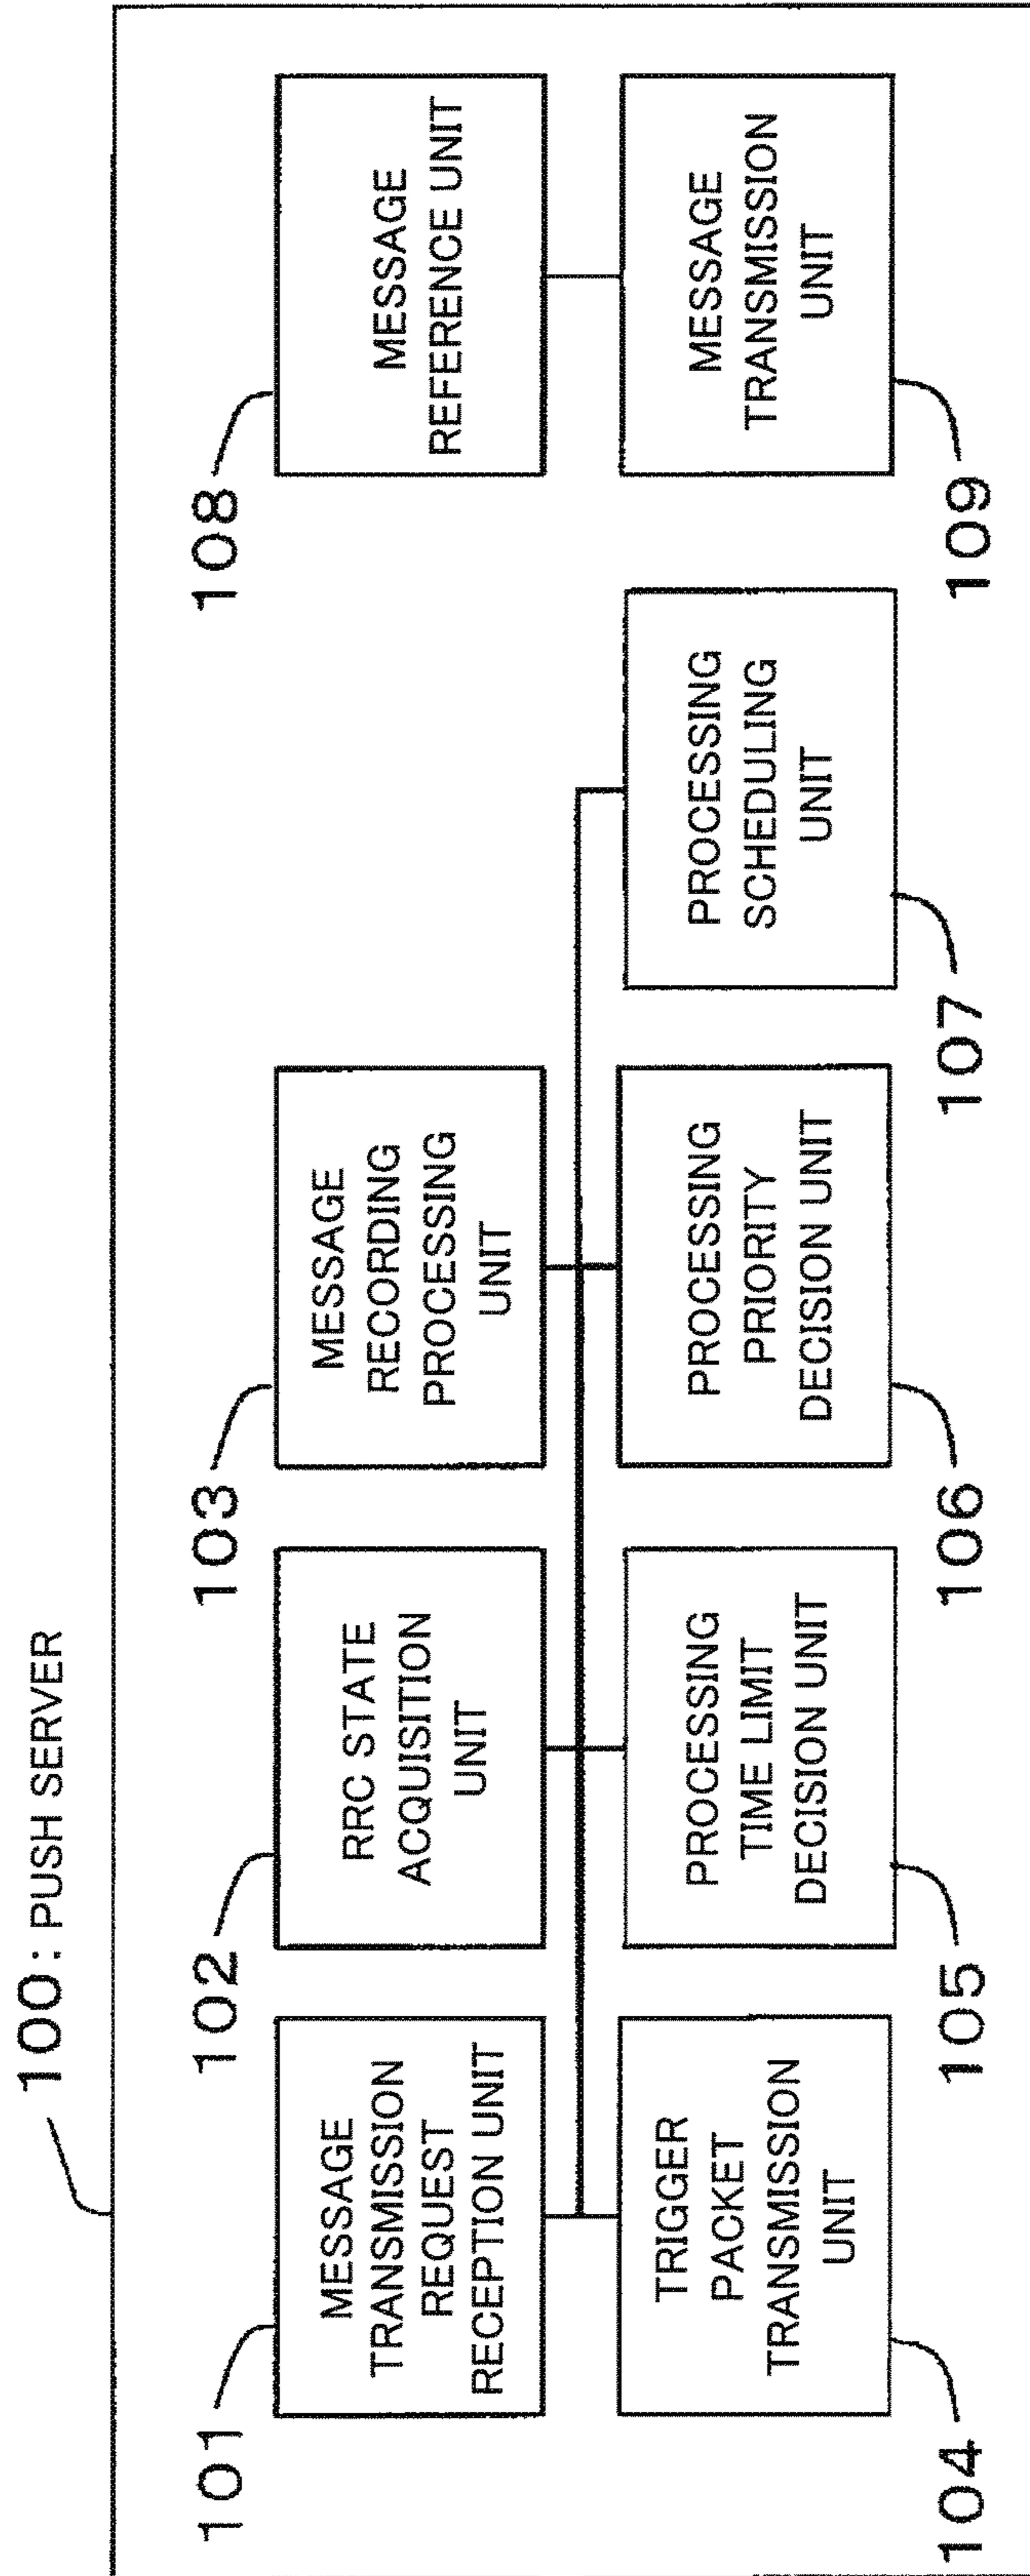 100: PUSH SERVER
101
MESSAGE
TRANSMISSION
REQUEST
RECEPTION UNIT
102
RRC STATE
ACQUISITION
UNIT
103
MESSAGE
RECORDING
PROCESSING
UNIT
108
MESSAGE
REFERENCE UNIT
TRIGGER
PACKET
TRANSMISSION
UNIT
104
PROCESSING
TIME LIMIT
DECISION UNIT
105
PROCESSING
PRIORITY
DECISION UNIT
106
PROCESSING
SCHEDULING
UNIT
107
MESSAGE
TRANSMISSION
UNIT
109